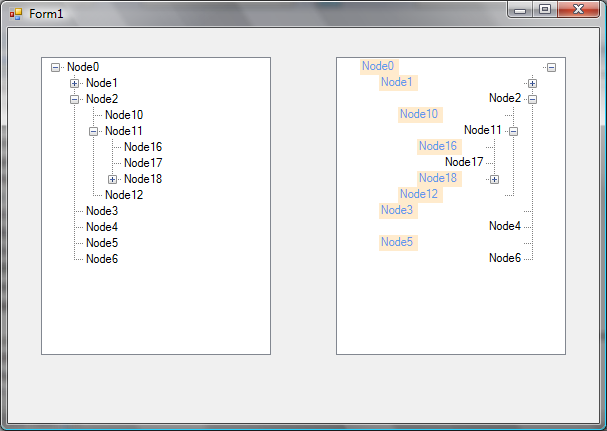 Form1
Node0
Node1
Node2
Node10
Node11
Node16
Node17
Node18
Node12
Node3
Node4
Node5
Node6
Node0
Node1
Node2
Node10
Node11
Node16
Node17
Node18
Node12
Node3
Node4
Node5
Node6